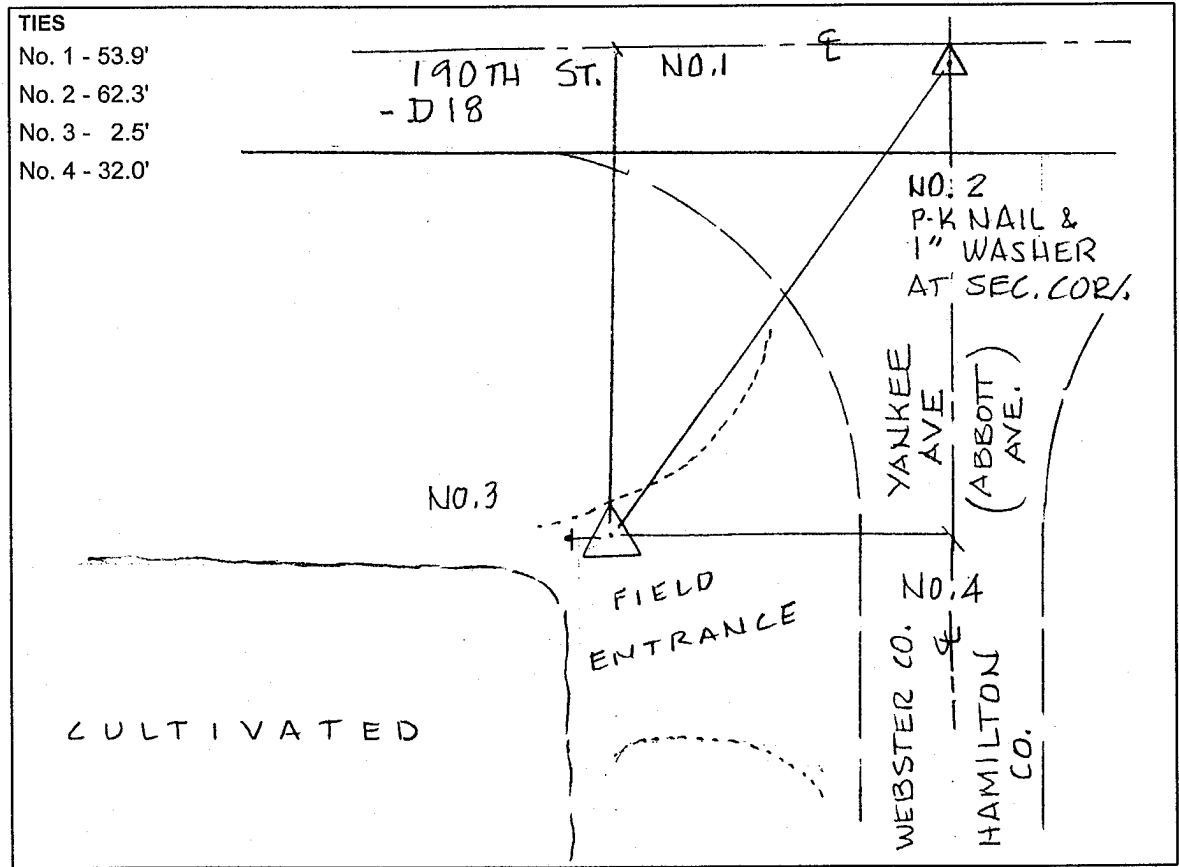 TIES
No. 1 - 53.9'
No. 2 - 62.3'
No. 3 - 2.5'
No. 4 - 32.0'
190TH ST.
- D 18
NO.1
℄
NO. 2
P-K NAIL &
1" WASHER
AT SEC. COR.
YANKEE
AVE
(ABBOTT
AVE.)
NO.3
FIELD
ENTRANCE
NO.4
℄
CULTIVATED
WEBSTER CO.
HAMILTON
CO.